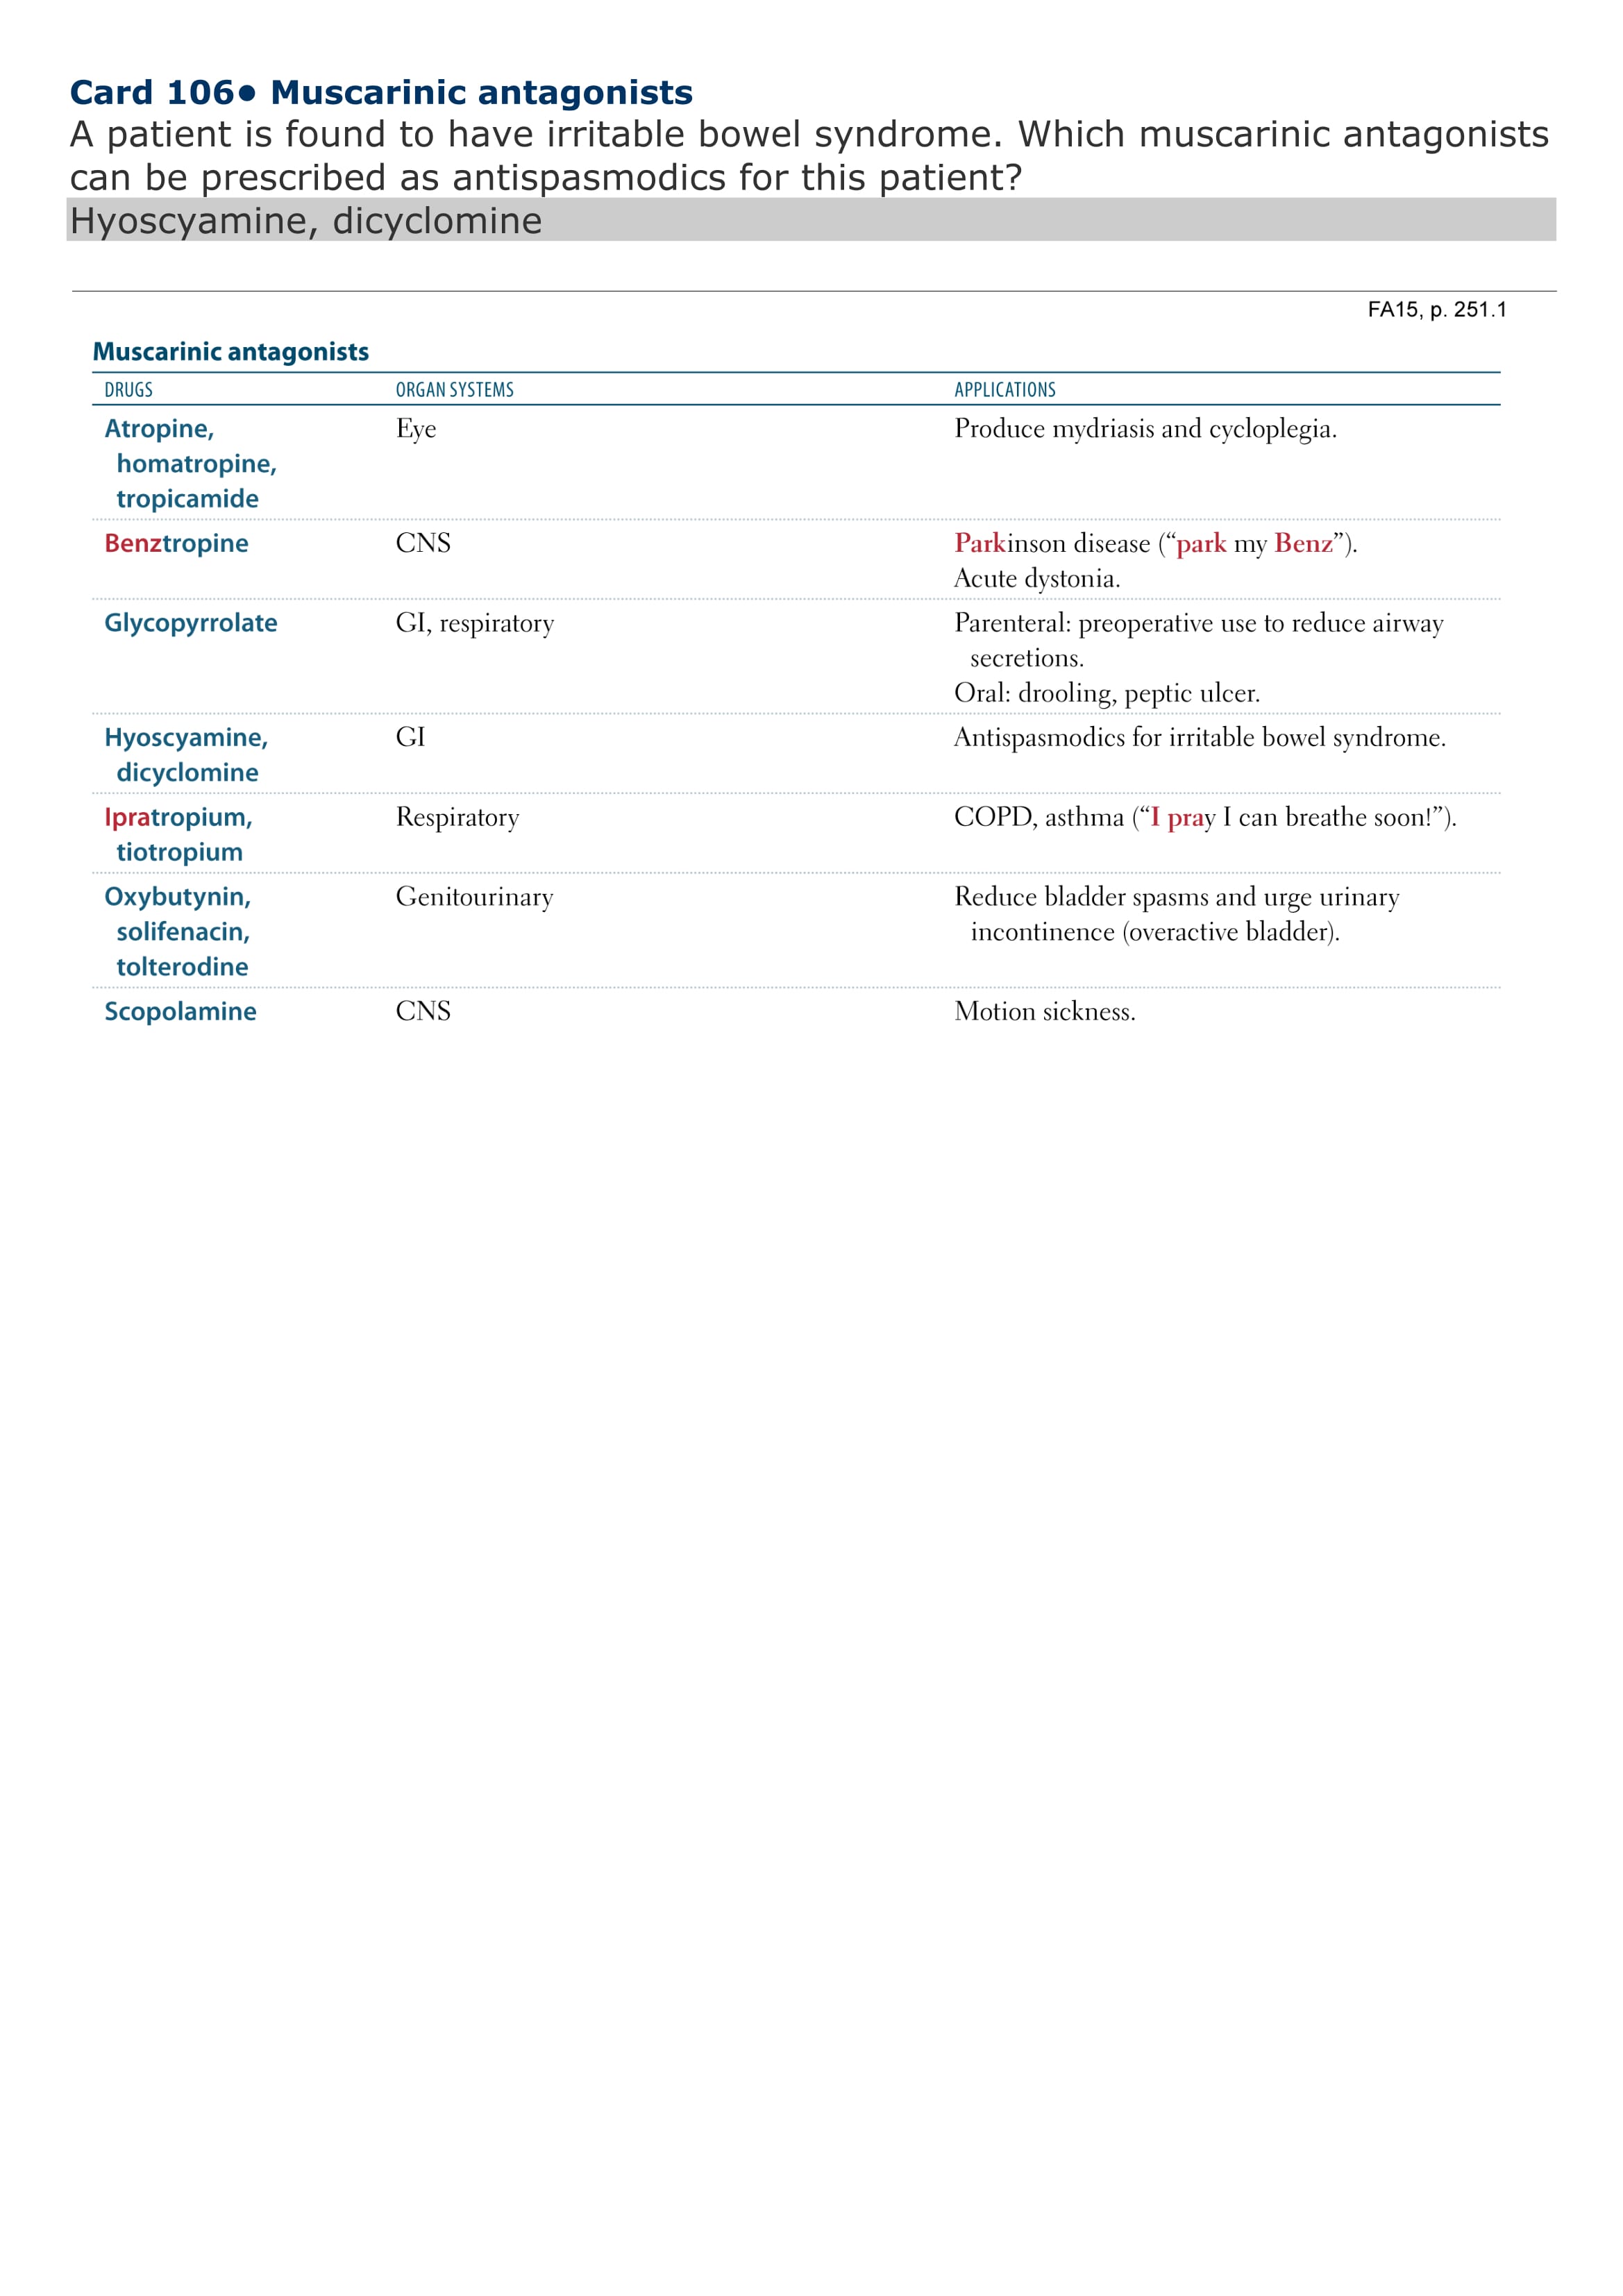 Card 106• Muscarinic antagonists
A patient is found to have irritable bowel syndrome. Which muscarinic antagonists
can be prescribed as antispasmodics for this patient?
Hyoscyamine, dicyclomine
FA15, p. 251.1
Muscarinic antagonists
DRUGS ORGAN SYSTEMS APPLICATIONS
Atropine, Eye Produce mydriasis and cycloplegia.
homatropine,
tropicamide
Benztropine CNS Parkinson disease (“park my Benz”).
Acute dystonia.
Glycopyrrolate GI, respiratory Parenteral: preoperative use to reduce airway
secretions.
Oral: drooling, peptic ulcer.
Hyoscyamine, GI Antispasmodics for irritable bowel syndrome.
dicyclomine
Ipratropium, Respiratory COPD, asthma (“I pray I can breathe soon!”).
tiotropium
Oxybutynin, Genitourinary Reduce bladder spasms and urge urinary
solifenacin, incontinence (overactive bladder).
tolterodine
Scopolamine CNS Motion sickness.